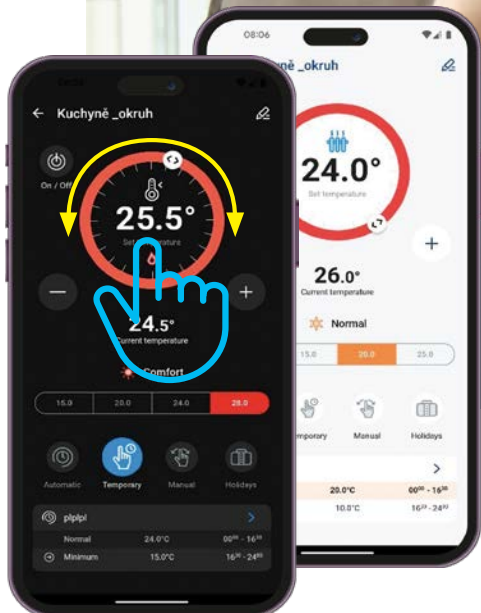 Kuchyně _okruh
On / Off
25.5°
Set temperature
24.5°
Current temperature
Comfort
15.0 20.0 24.0 28.0
Automatic Temporary Manual Holidays
plplpl
Normal 24.0°C 00⁰⁰ - 16³⁰
Minimum 15.0°C 16³⁰ - 24⁰⁰
08:06
ně _okruh
24.0°
Set temperature
+
26.0°
Current temperature
Normal
15.0 20.0 25.0
mporary Manual Holidays
20.0°C 00⁰⁰ - 16³⁰
10.0°C 16³⁰ - 24⁰⁰